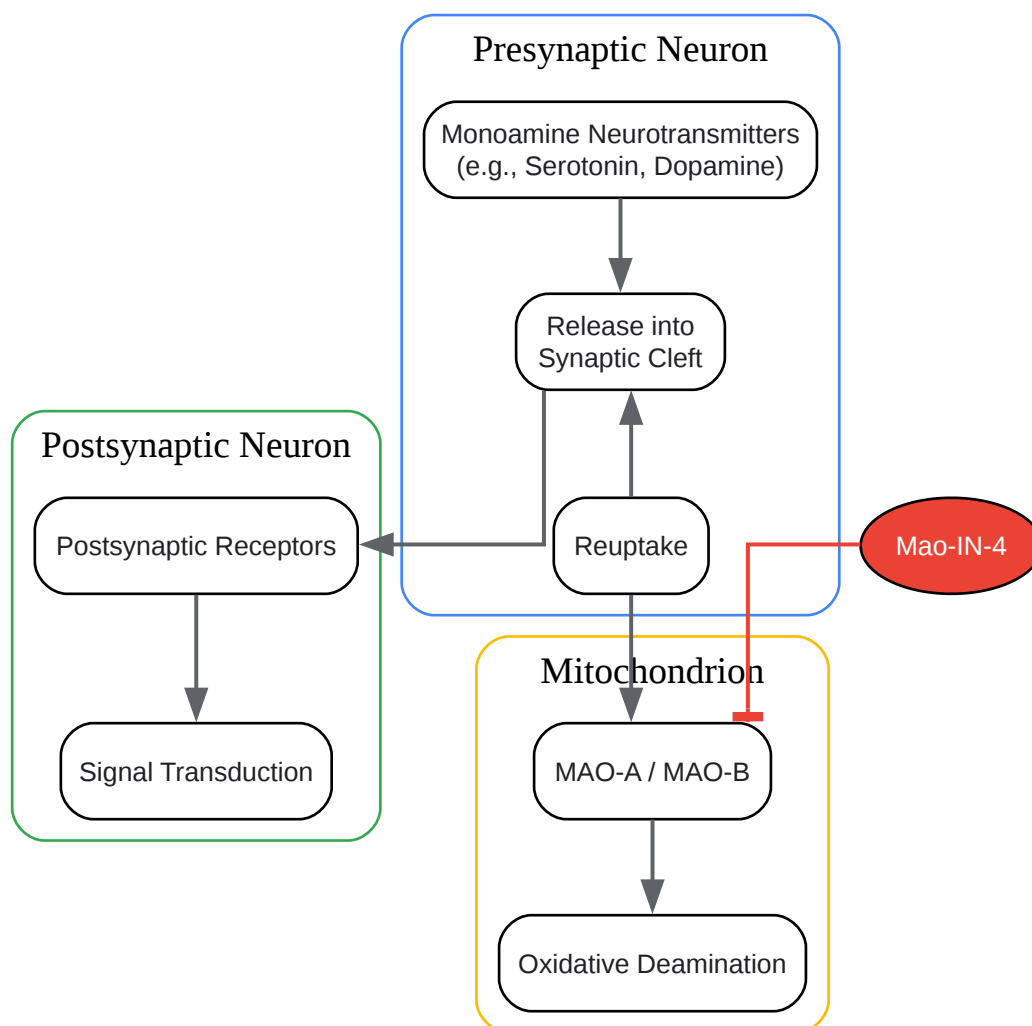 Presynaptic Neuron
Monoamine Neurotransmitters
(e.g., Serotonin, Dopamine)
Release into
Synaptic Cleft
Postsynaptic Neuron
Postsynaptic Receptors
Reuptake
Mao-IN-4
Mitochondrion
Signal Transduction
MAO-A / MAO-B
Oxidative Deamination